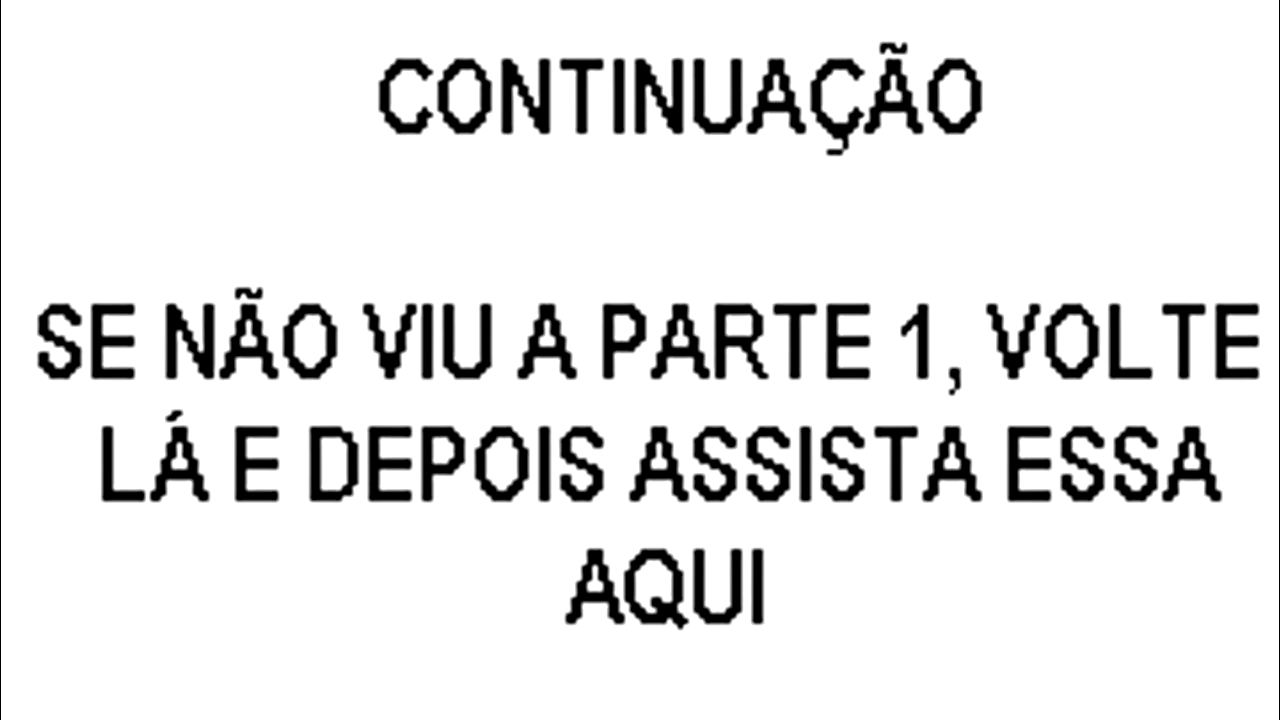 CONTINUAÇÃO
SE NÃO VIU A PARTE 1, VOLTE
LÁ E DEPOIS ASSISTA ESSA
AQUI